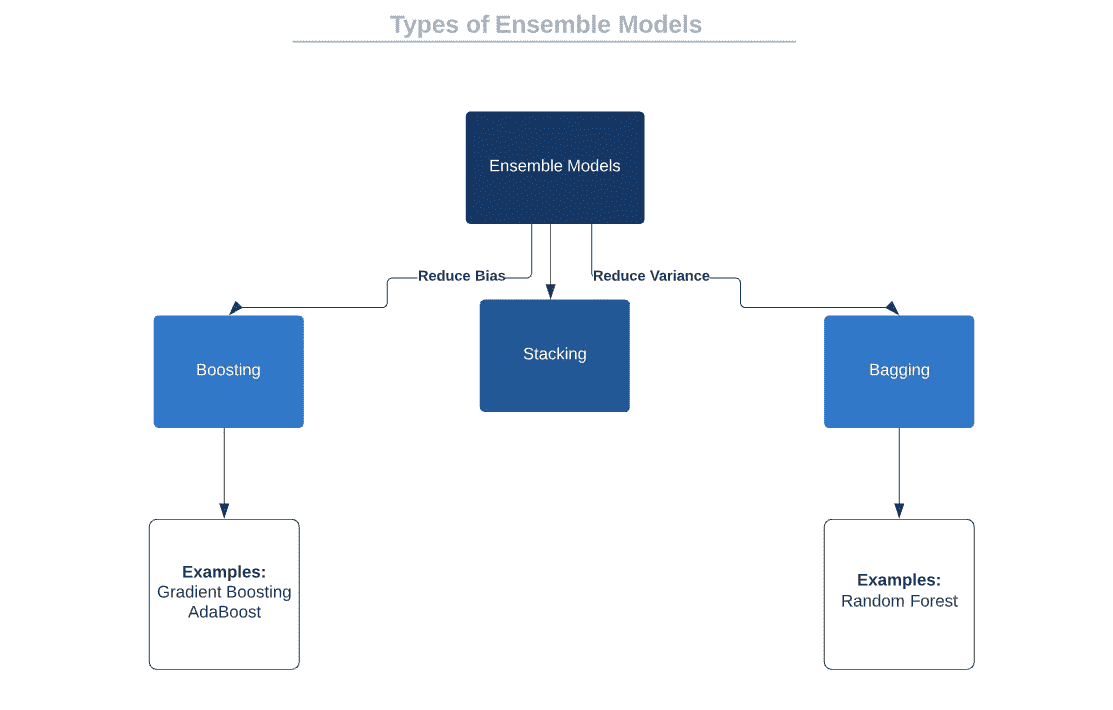 Types of Ensemble Models
Ensemble Models
Reduce Bias
Reduce Variance
Boosting
Stacking
Bagging
Examples:
Gradient Boosting
AdaBoost
Examples:
Random Forest